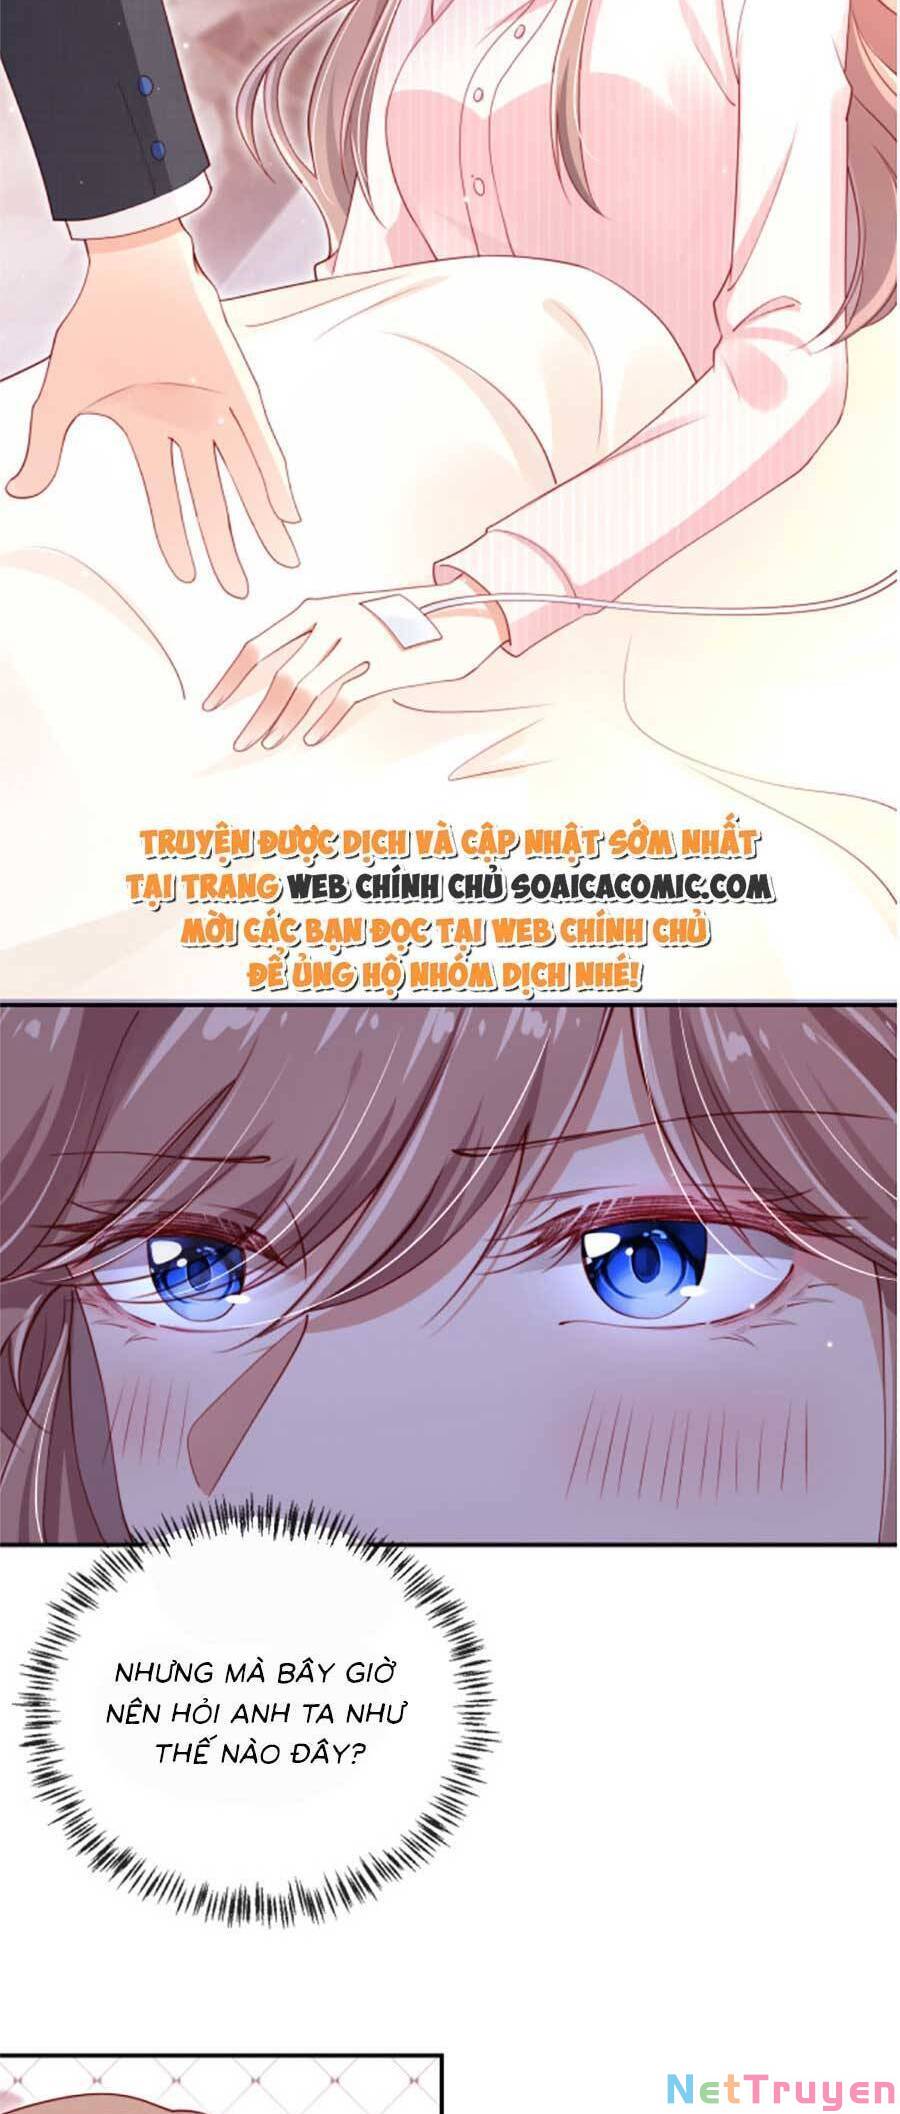 TRUYỆN ĐƯỢC DỊCH VÀ CẬP NHẬT SỚM NHẤT
TẠI TRANG WEB CHÍNH CHỦ SOAICACOMIC.COM
MỜI CÁC BẠN ĐỌC TẠI WEB CHÍNH CHỦ
ĐỂ ỦNG HỘ NHÓM DỊCH NHÉ!
NHƯNG MÀ BÂY GIỜ
NÊN HỎI ANH TA NHƯ
THẾ NÀO ĐÂY?
NetTruyen